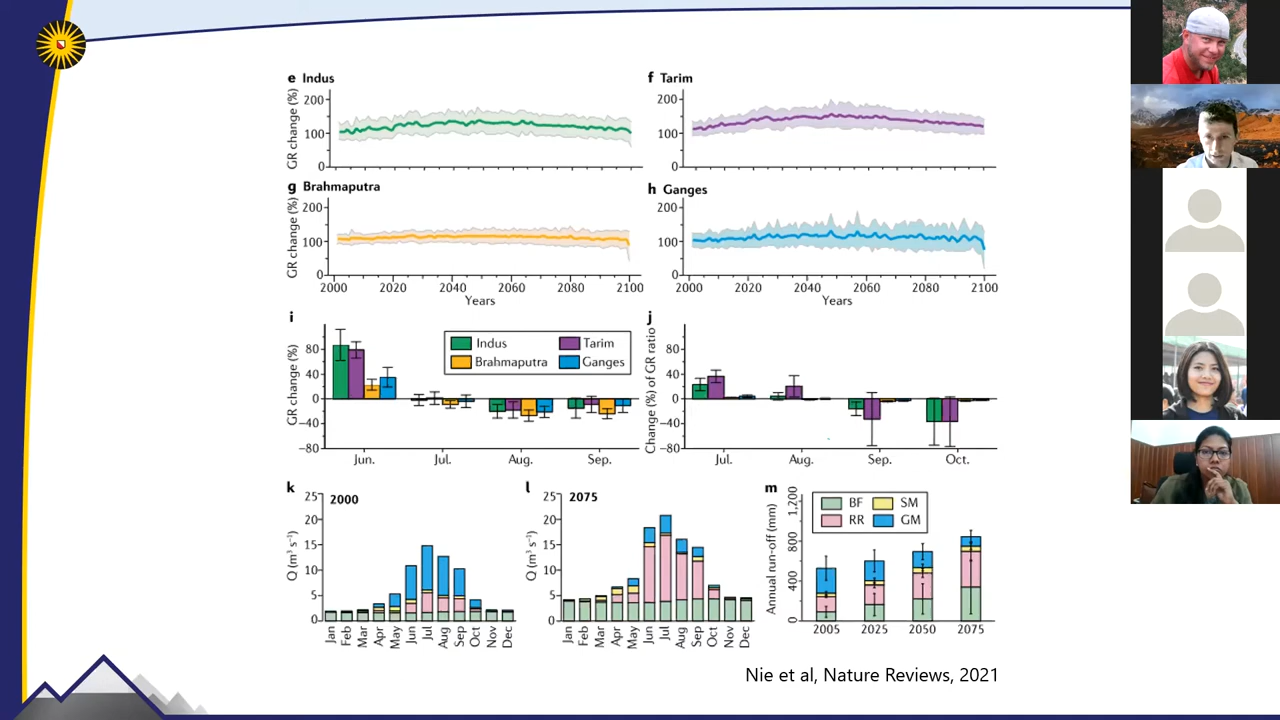 e Indus
GR change (%)
200
100
0
f Tarim
200
100
0
g Brahmaputra
GR change (%)
200
100
0
2000 2020 2040 2060 2080 2100
Years
h Ganges
200
100
0
2000 2020 2040 2060 2080 2100
Years
i
GR change (%)
80
40
0
−40
−80
Indus Tarim
Brahmaputra Ganges
Jun. Jul. Aug. Sep.
j
Change (%) of GR ratio
80
40
0
−40
−80
Jul. Aug. Sep. Oct.
k 2000
Q (m³ s⁻¹)
25
20
15
10
5
0
Jan Feb Mar Apr May Jun Jul Aug Sep Oct Nov Dec
l 2075
Q (m³ s⁻¹)
25
20
15
10
5
0
Jan Feb Mar Apr May Jun Jul Aug Sep Oct Nov Dec
m
Annual run-off (mm)
1,200
800
400
0
BF SM
RR GM
2005 2025 2050 2075
Nie et al, Nature Reviews, 2021